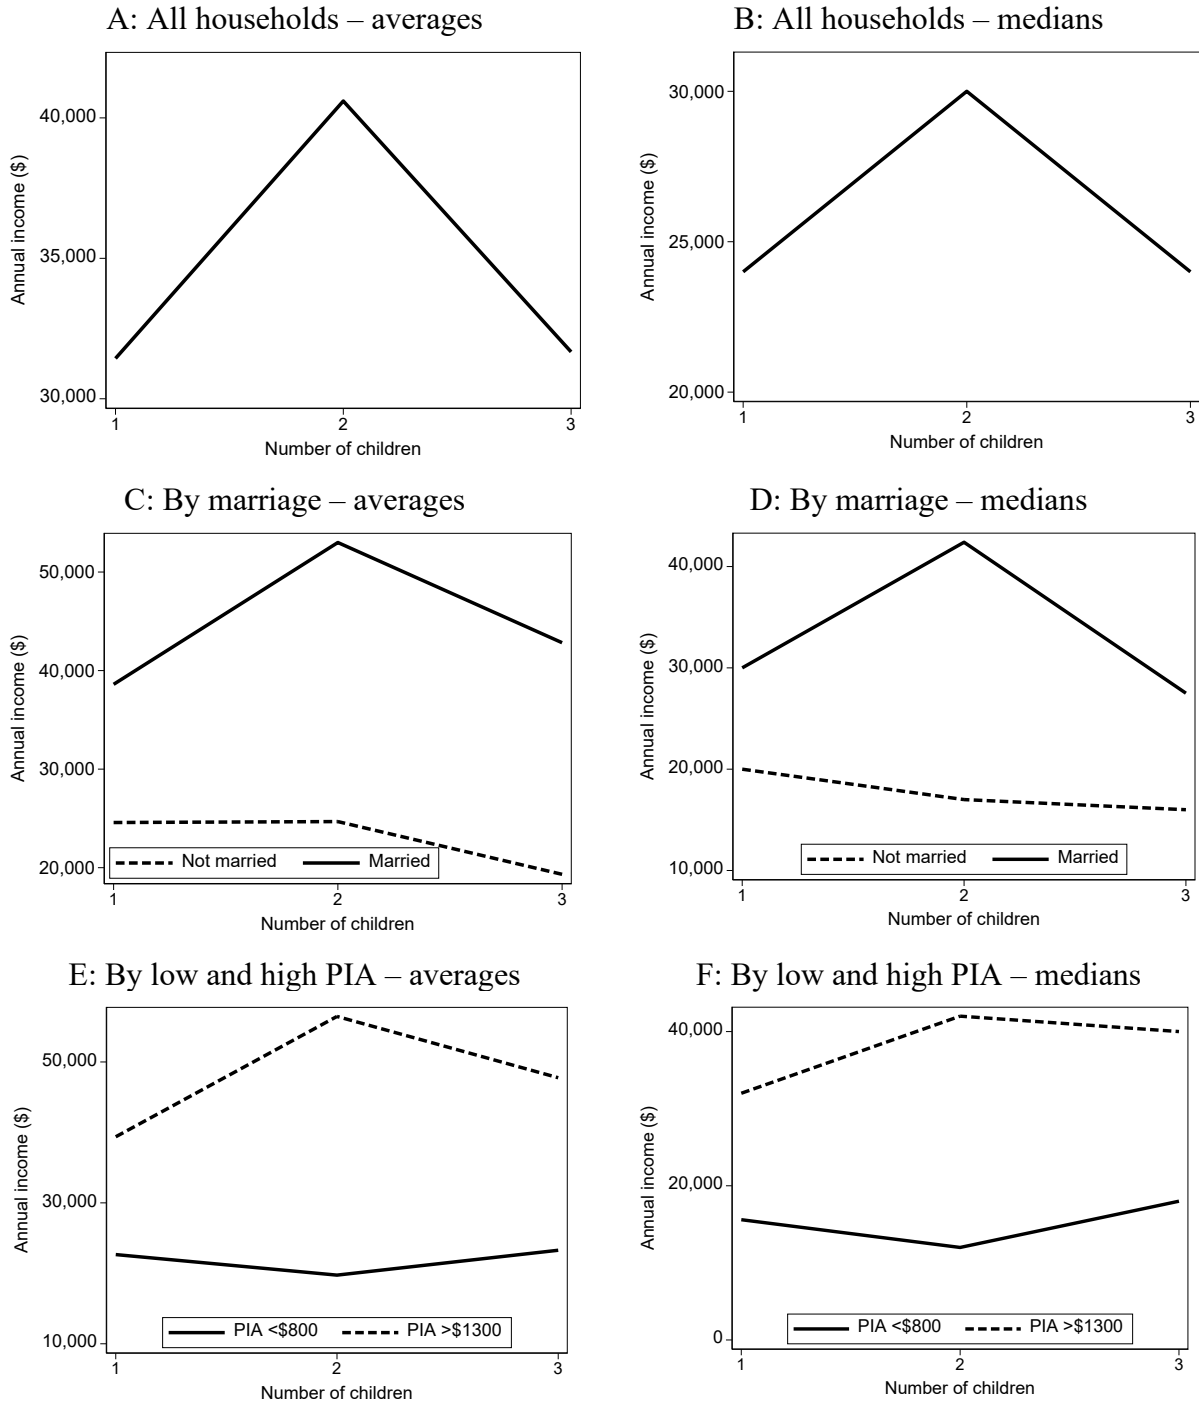 A: All households – averages
Annual income ($)
40,000
35,000
30,000
1 2 3
Number of children
B: All households – medians
Annual income ($)
30,000
25,000
20,000
1 2 3
Number of children
C: By marriage – averages
Annual income ($)
50,000
40,000
30,000
20,000
Not married Married
1 2 3
Number of children
D: By marriage – medians
Annual income ($)
40,000
30,000
20,000
10,000
Not married Married
1 2 3
Number of children
E: By low and high PIA – averages
Annual income ($)
50,000
30,000
10,000
PIA <$800 PIA >$1300
1 2 3
Number of children
F: By low and high PIA – medians
Annual income ($)
40,000
20,000
0
PIA <$800 PIA >$1300
1 2 3
Number of children